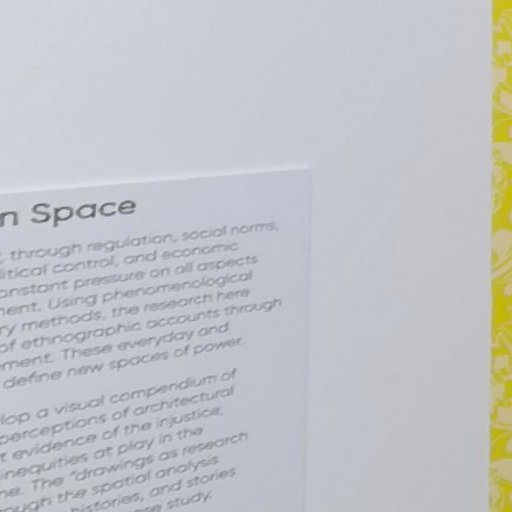 n Space
, through regulation, social norms,
litical control, and economic
onstant pressure on all aspects
ment. Using phenomenological
ry methods, the research here
of ethnographic accounts through
ment. These everyday and
define new spaces of power.
lop a visual compendium of
perceptions of architectural
r evidence of the injustice,
inequities at play in the
ne. The "drawings as research
ough the spatial analysis
histories, and stories
se study,